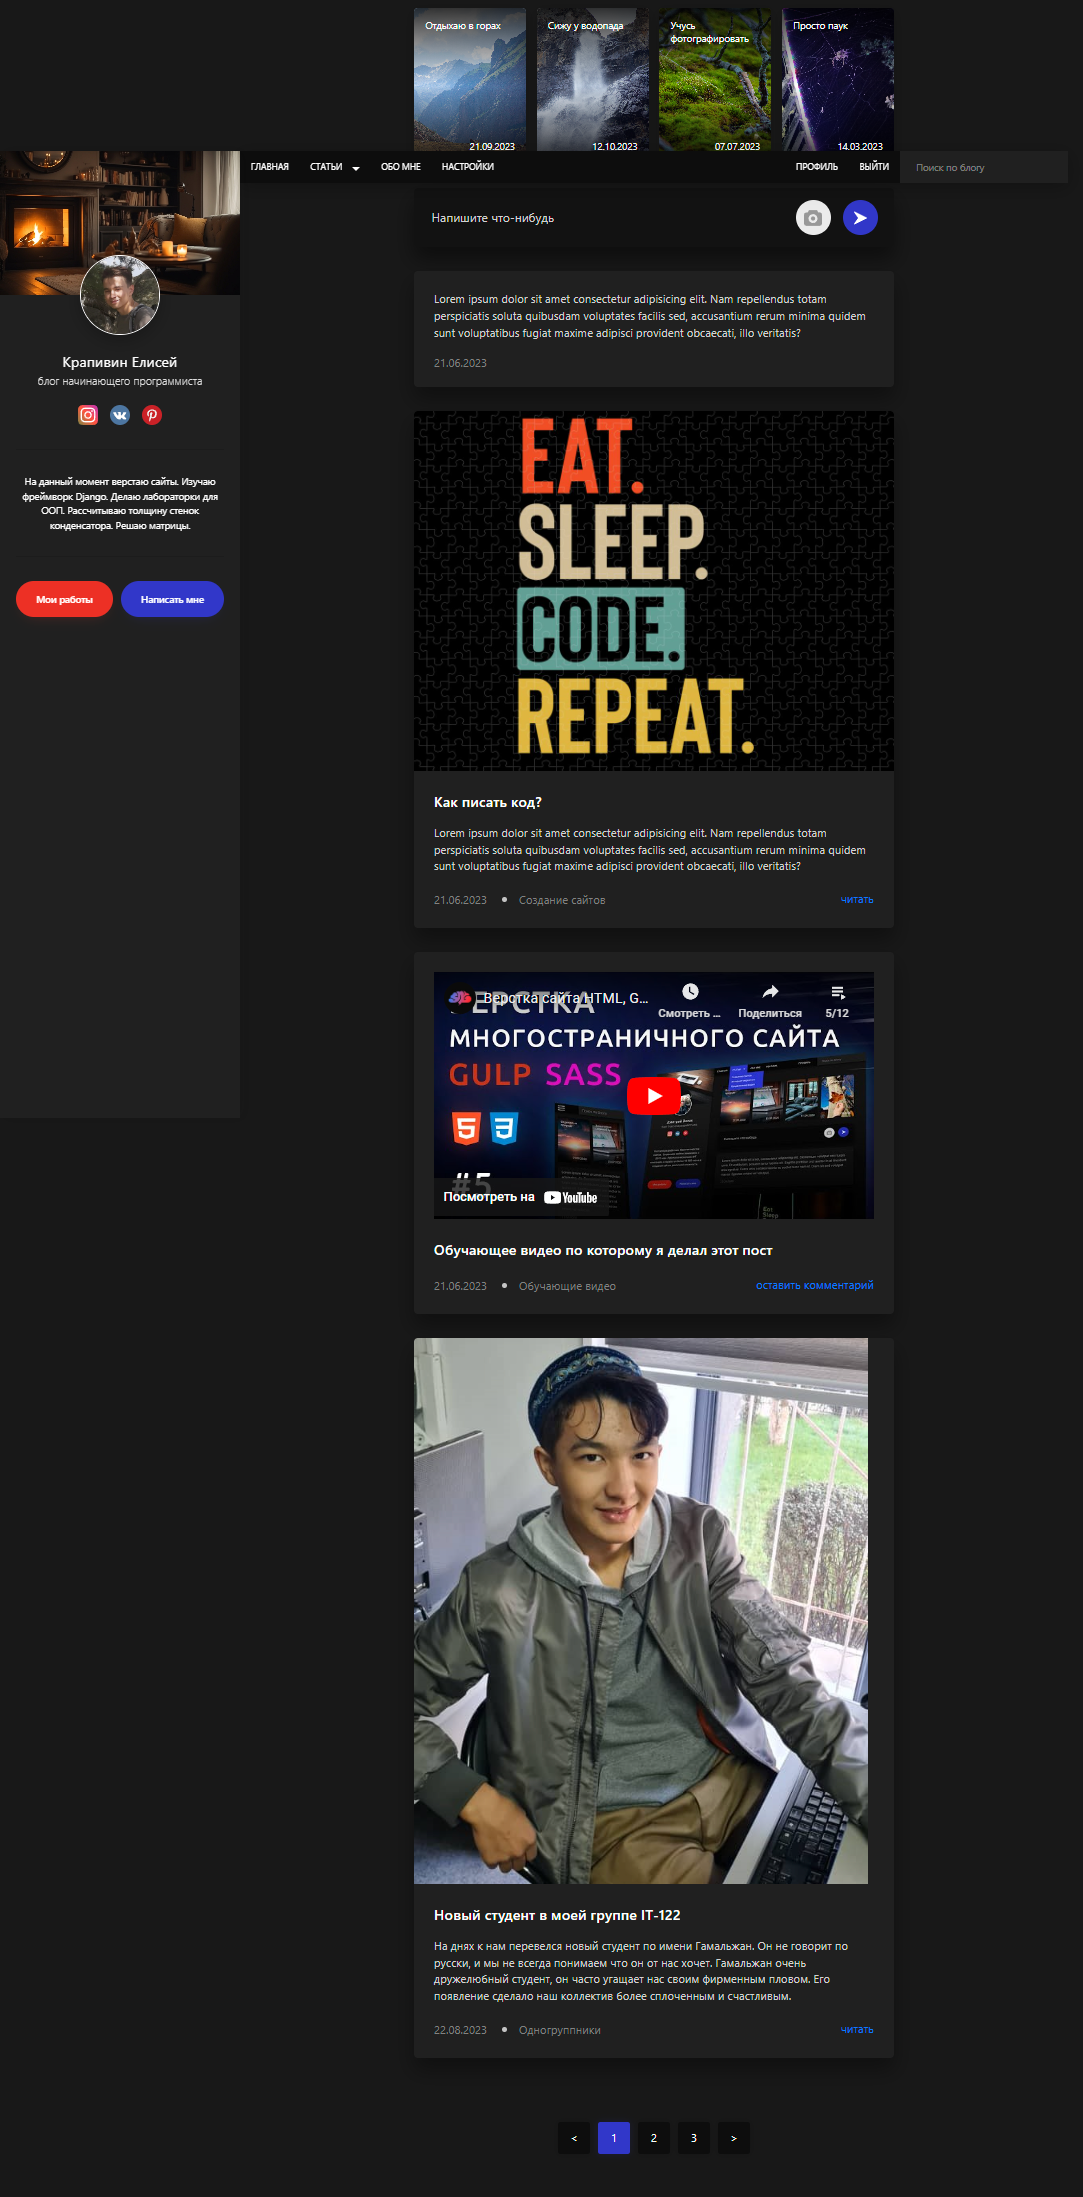 Отдыхаю в горах
21.09.2023
Сижу у водопада
12.10.2023
Учусь
фотографировать
07.07.2023
Просто паук
14.03.2023
ГЛАВНАЯ СТАТЬИ ОБО МНЕ НАСТРОЙКИ ПРОФИЛЬ ВЫЙТИ Поиск по блогу
Крапивин Елисей
блог начинающего программиста
На данный момент верстаю сайты. Изучаю
фреймворк Django. Делаю лабораторки для
ООП. Рассчитываю толщину стенок
конденсатора. Решаю матрицы.
Мои работы Написать мне
Напишите что-нибудь
Lorem ipsum dolor sit amet consectetur adipisicing elit. Nam repellendus totam
perspiciatis soluta quibusdam voluptates facilis sed, accusantium rerum minima quidem
sunt voluptatibus fugiat maxime adipisci provident obcaecati, illo veritatis?
21.06.2023
EAT.
SLEEP.
CODE.
REPEAT.
Как писать код?
Lorem ipsum dolor sit amet consectetur adipisicing elit. Nam repellendus totam
perspiciatis soluta quibusdam voluptates facilis sed, accusantium rerum minima quidem
sunt voluptatibus fugiat maxime adipisci provident obcaecati, illo veritatis?
21.06.2023 • Создание сайтов читать
Верстка сайта HTML, G...
Смотреть ... Поделиться 5/12
ВЕРСТКА
МНОГОСТРАНИЧНОГО САЙТА
GULP SASS
#5
Посмотреть на YouTube
Обучающее видео по которому я делал этот пост
21.06.2023 • Обучающие видео оставить комментарий
Новый студент в моей группе IT-122
На днях к нам перевелся новый студент по имени Гамальжан. Он не говорит по
русски, и мы не всегда понимаем что он от нас хочет. Гамальжан очень
дружелюбный студент, он часто угащает нас своим фирменным пловом. Его
появление сделало наш коллектив более сплоченным и счастливым.
22.08.2023 • Одногруппники читать
< 1 2 3 >